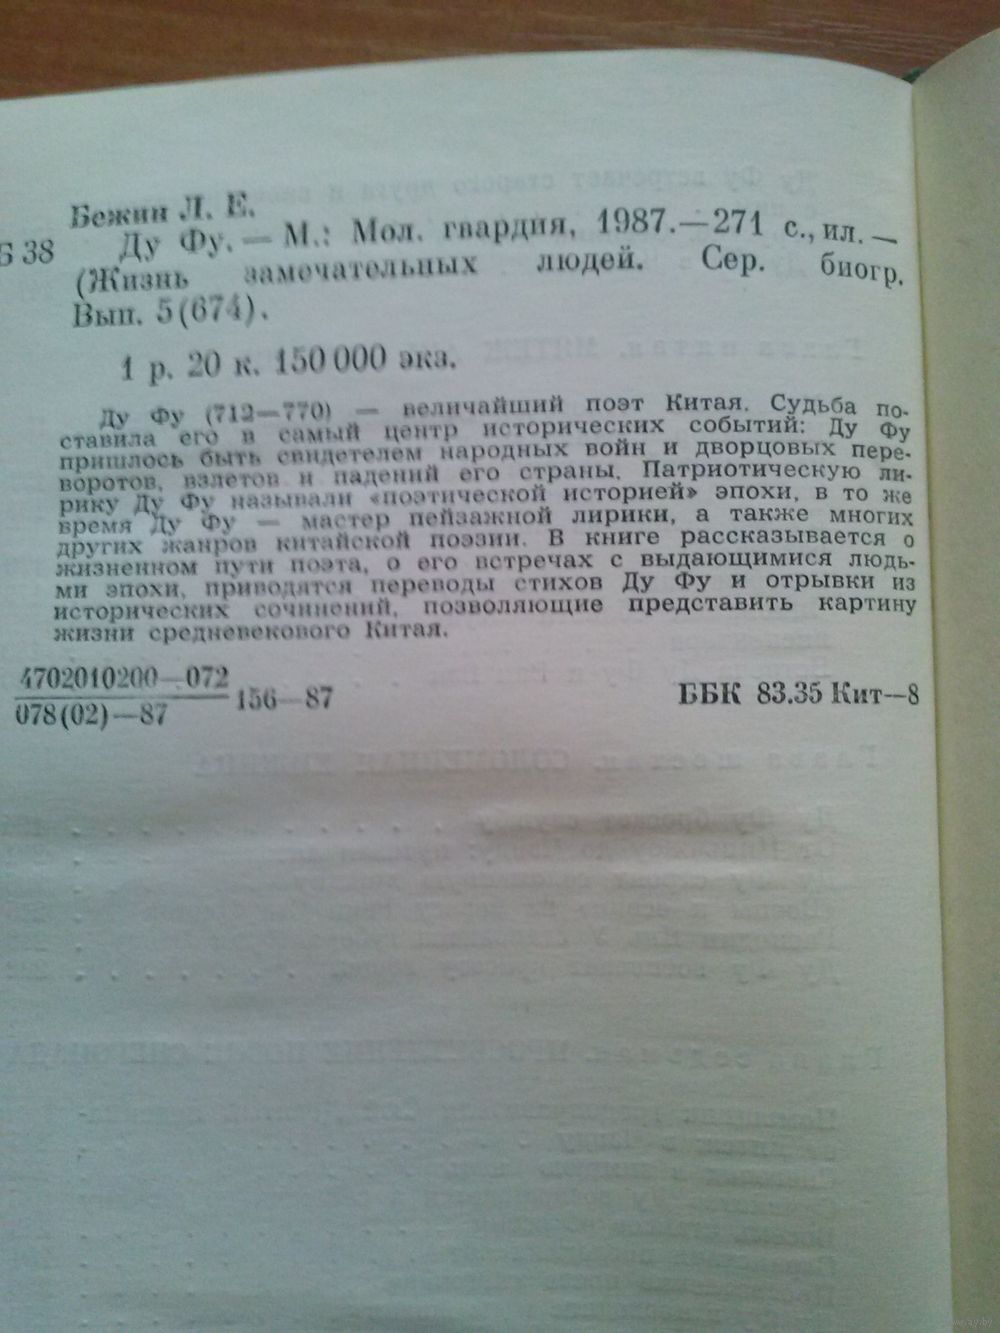 Бежин Л. Е.
Б 38 Ду Фу. — М.: Мол. гвардия, 1987.—271 с., ил. —
(Жизнь замечательных людей. Сер. биогр.
Вып. 5(674).
1 р. 20 к. 150 000 экз.
Ду Фу (712—770) — величайший поэт Китая. Судьба по-
ставила его в самый центр исторических событий: Ду Фу
пришлось быть свидетелем народных войн и дворцовых пере-
воротов, взлетов и падений его страны. Патриотическую ли-
рику Ду Фу называли «поэтической историей» эпохи, в то же
время Ду Фу — мастер пейзажной лирики, а также многих
других жанров китайской поэзии. В книге рассказывается о
жизненном пути поэта, о его встречах с выдающимися людь-
ми эпохи, приводятся переводы стихов Ду Фу и отрывки из
исторических сочинений, позволяющие представить картину
жизни средневекового Китая.
4702010200—072
078(02)—87 156—87
ББК 83.35 Кит—8